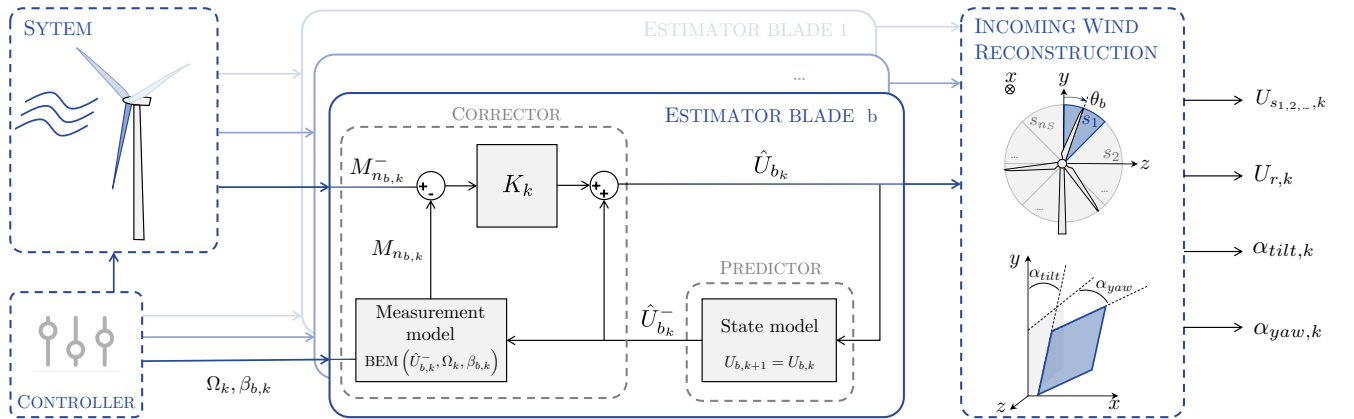 SYTEM
ESTIMATOR BLADE 1
...
ESTIMATOR BLADE b
CORRECTOR
M⁻_{n_{b,k}}
+
-
K_k
+
+
Û_{b_k}
M_{n_{b,k}}
PREDICTOR
Measurement
model
BEM (Û⁻_{b,k}, Ω_k, β_{b,k})
Û⁻_{b_k}
State model
U_{b,k+1} = U_{b,k}
CONTROLLER
Ω_k, β_{b,k}
INCOMING WIND
RECONSTRUCTION
x
⊗
y
θ_b
s_{ns}
s_1
s_2
...
...
...
z
y
α_{tilt}
α_{yaw}
z
x
U_{s_{1,2,...},k}
U_{r,k}
α_{tilt,k}
α_{yaw,k}